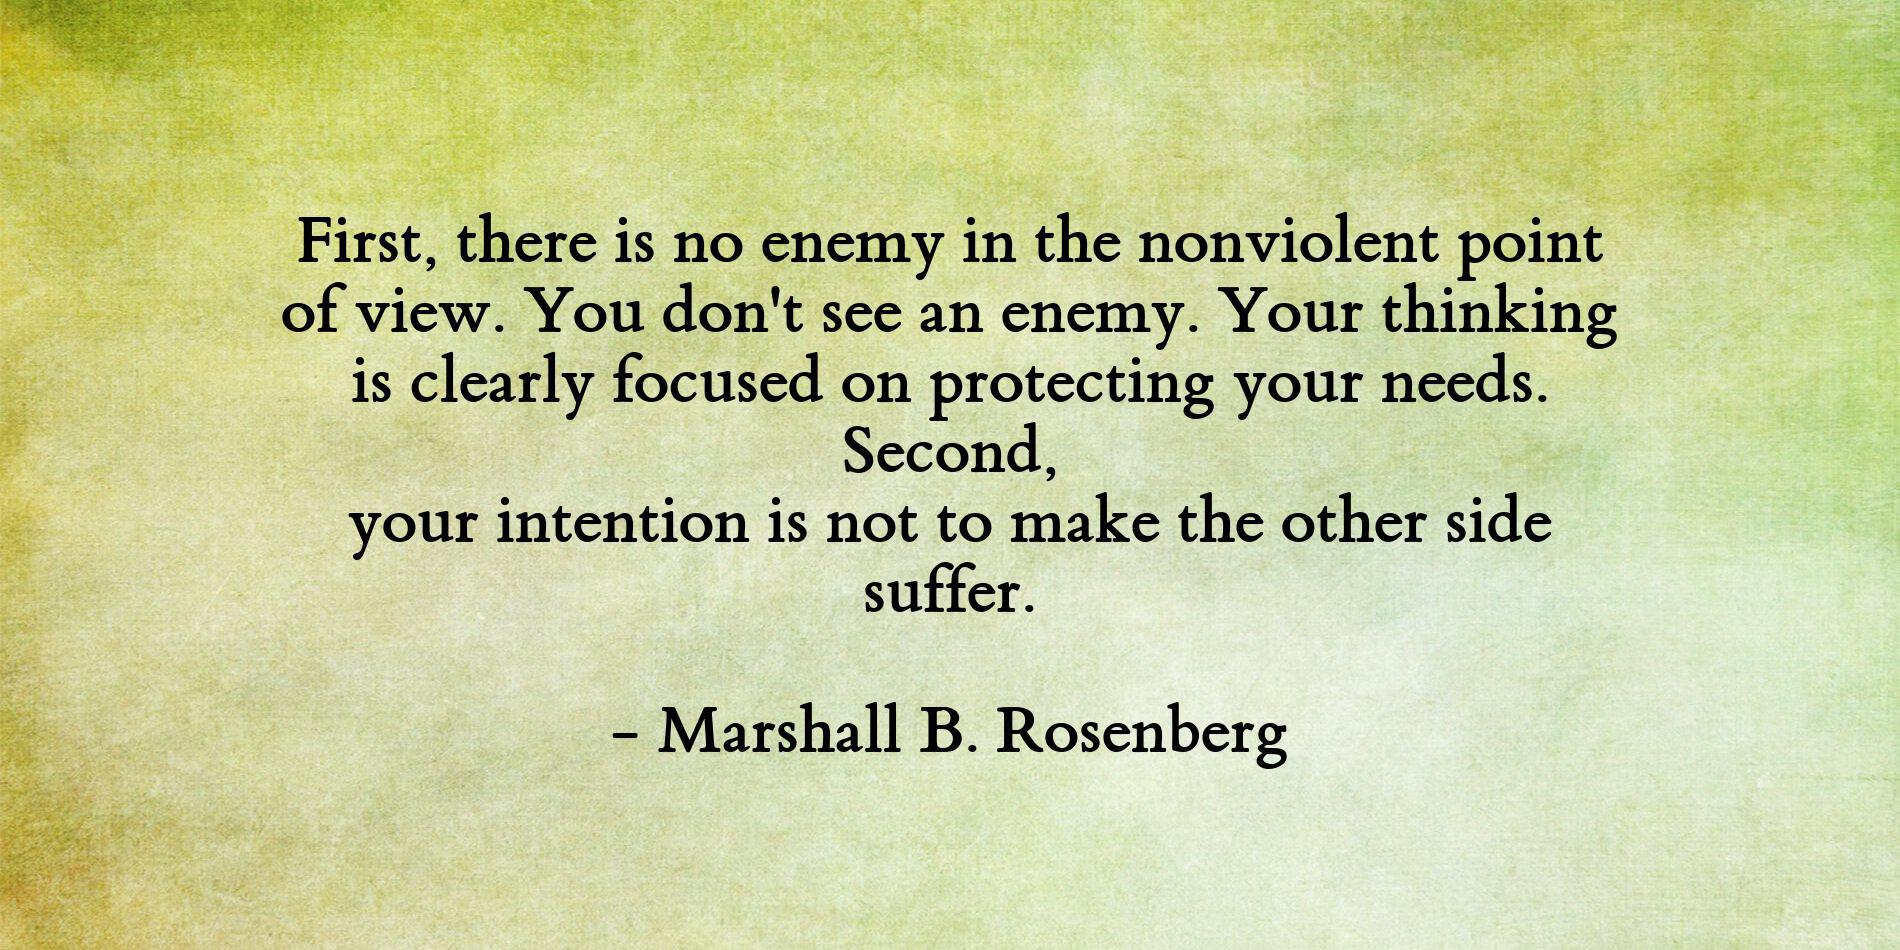 First, there is no enemy in the nonviolent point
of view. You don't see an enemy. Your thinking
is clearly focused on protecting your needs.
Second,
your intention is not to make the other side
suffer.
- Marshall B. Rosenberg